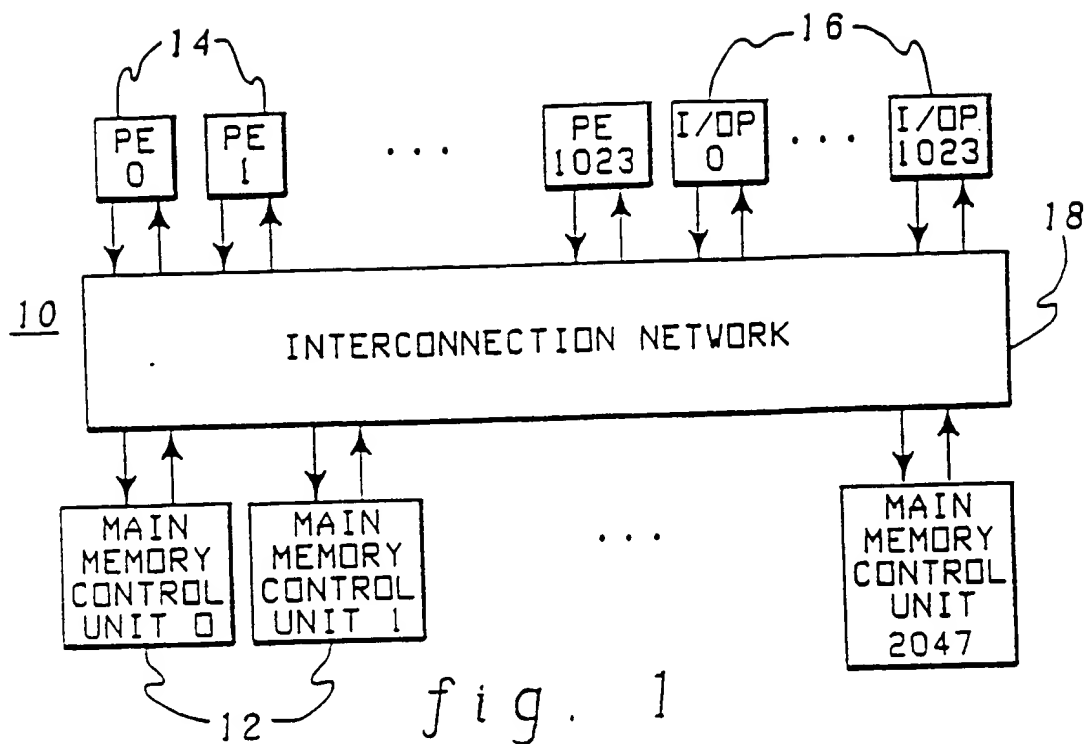 14
16
PE
0
PE
1
. . .
PE
1023
I/OP
0
. . .
I/OP
1023
18
10
INTERCONNECTION NETWORK
MAIN
MEMORY
CONTROL
UNIT 0
MAIN
MEMORY
CONTROL
UNIT 1
. . .
MAIN
MEMORY
CONTROL
UNIT
2047
12
fig. 1